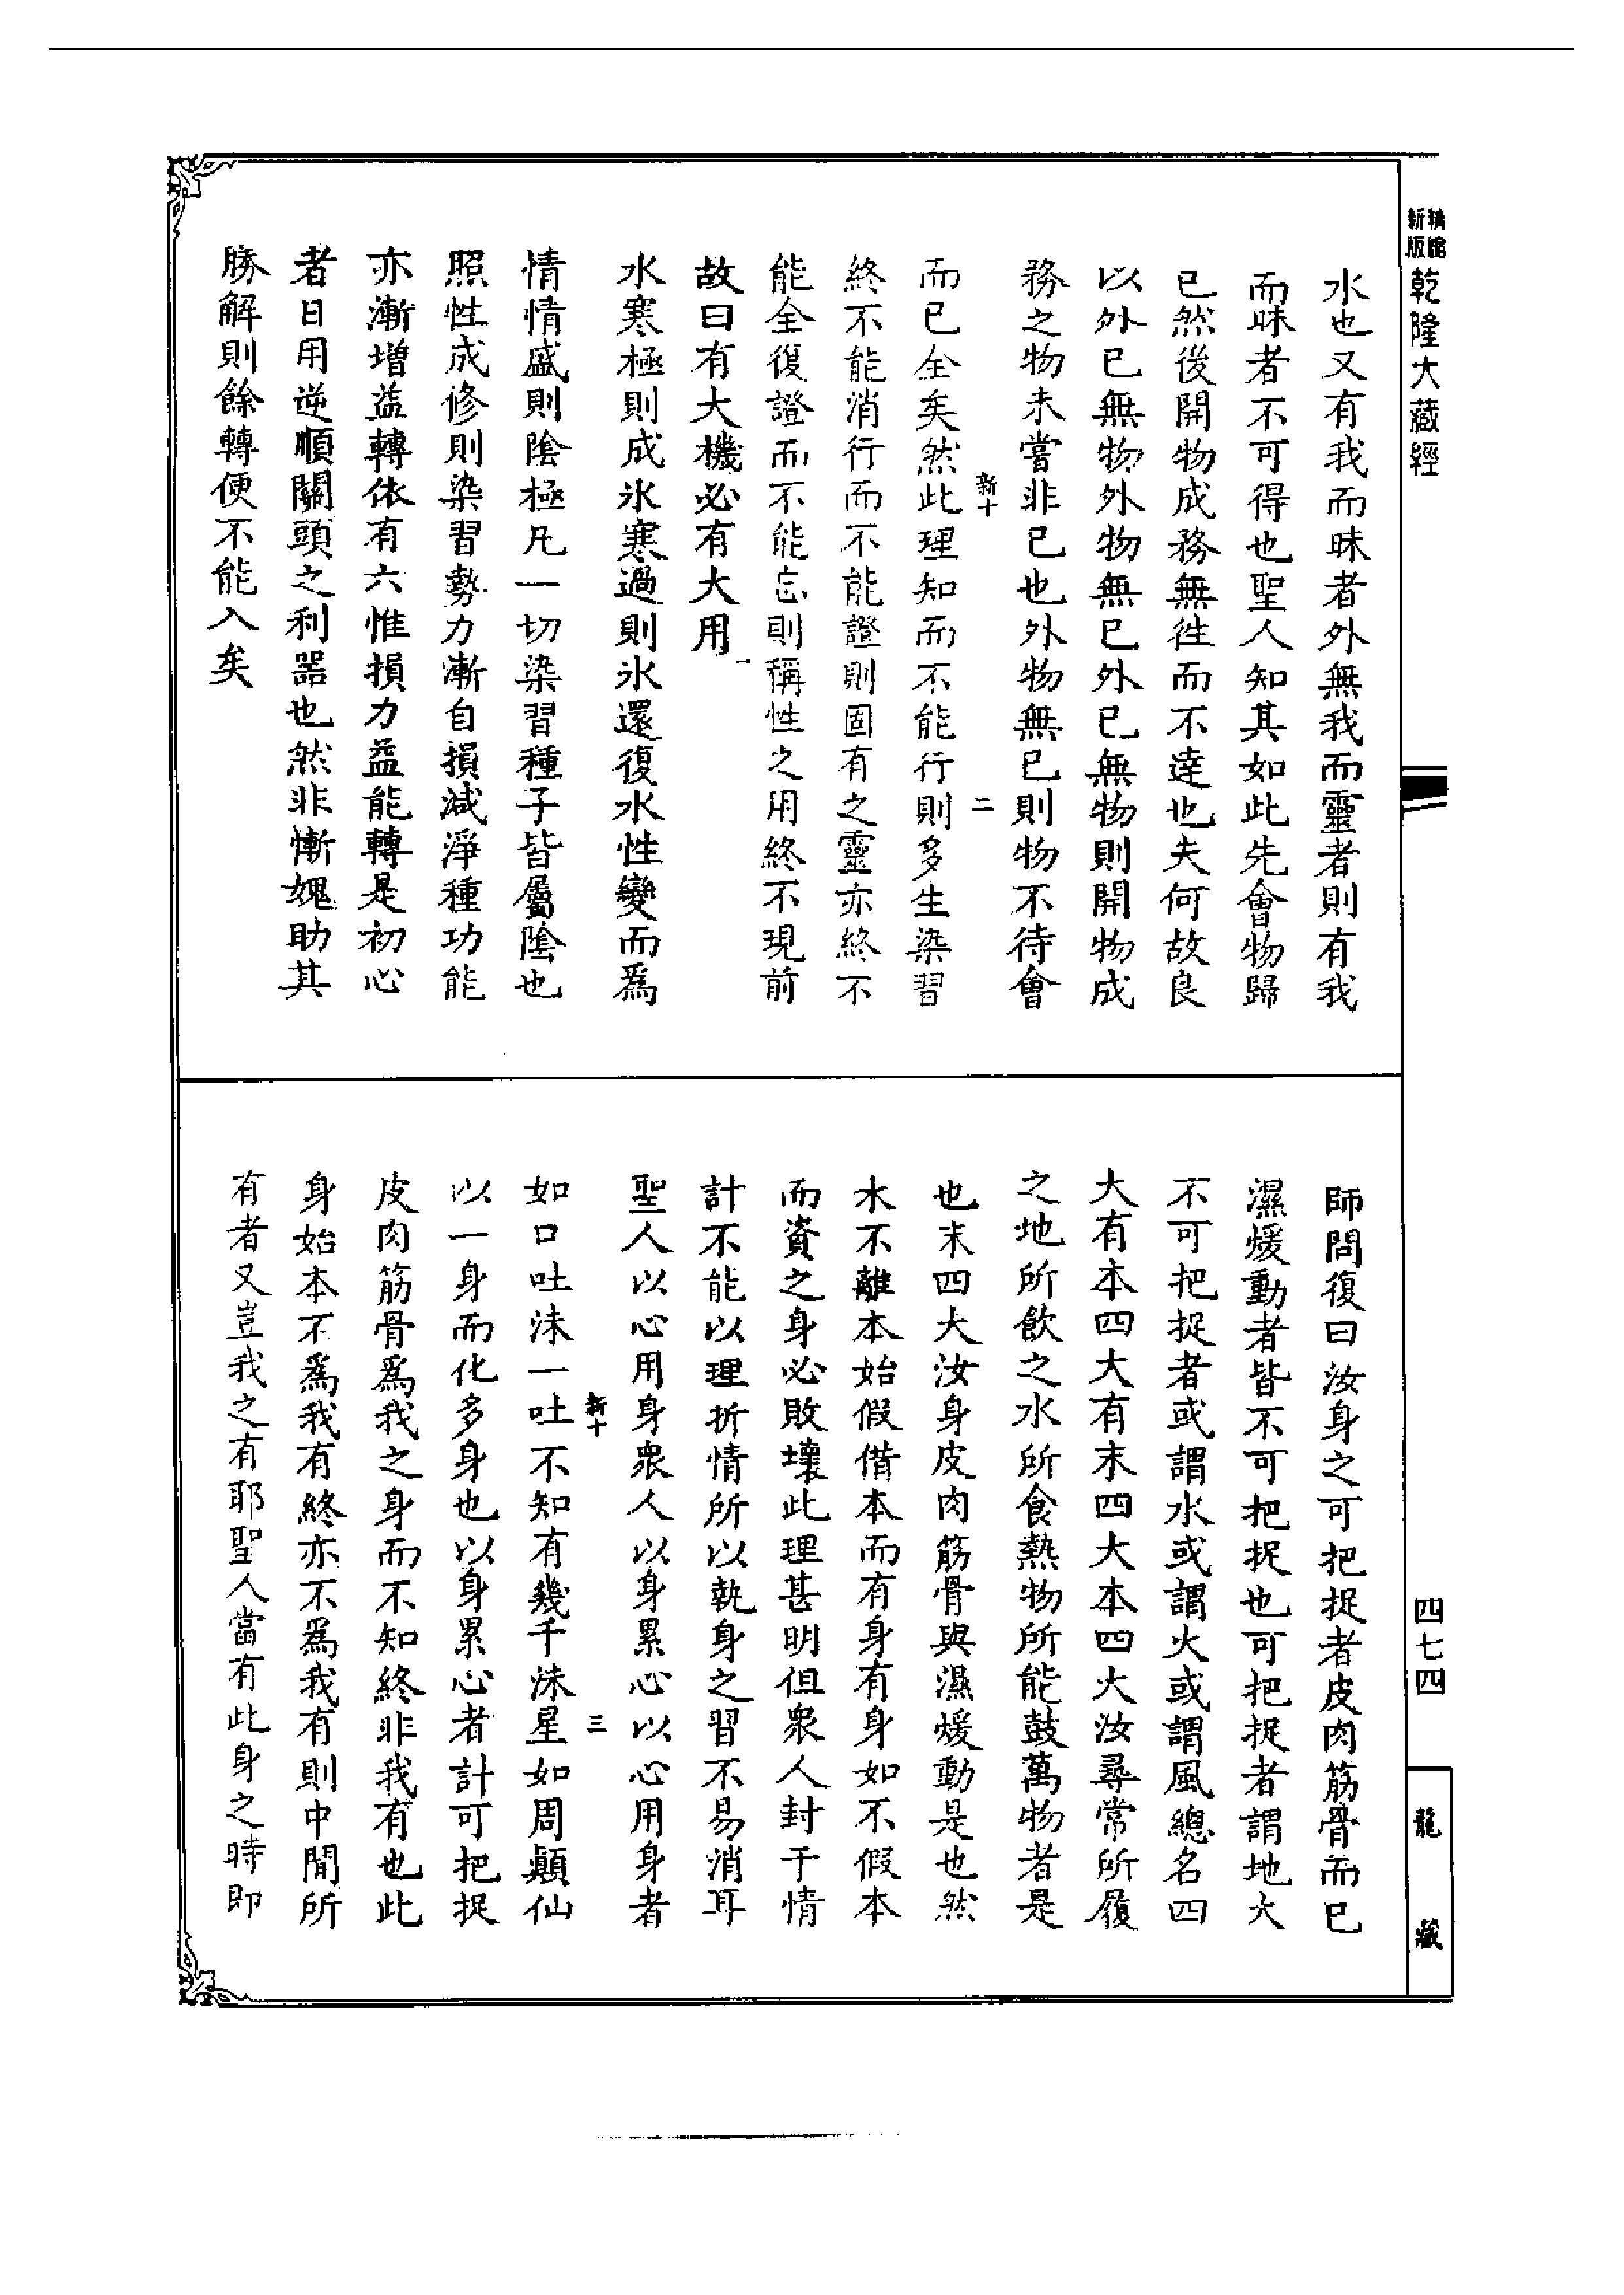 精縮新版
乾隆大藏經
水也又有我而昧者外無我而靈者則有我
而昧者不可得也聖人知其如此先會物歸
已然後開物成務無徃而不達也夫何故良
以外已無物外物無已外已無物則開物成
務之物未嘗非已也外物無已則物不待會
新十
二
而已全矣然此理知而不能行則多生染習
終不能消行而不能證則固有之靈亦終不
能全復證而不能忘則稱性之用終不現前
故曰有大機必有大用
水寒極則成氷寒過則氷還復水性變而爲
情情盛則陰極凡一切染習種子皆屬陰也
照性成修則染習勢力漸自損減淨種功能
亦漸增益轉依有六惟損力益能轉是初心
者日用逆順關頭之利器也然非慚媿助其
勝解則餘轉便不能入矣
師問復曰汝身之可把捉者皮肉筋骨而已
濕煖動者皆不可把捉也可把捉者謂地大
不可把捉者或謂水或謂火或謂風總名四
大有本四大有末四大本四大汝尋常所履
之地所飲之水所食熱物所能鼓萬物者是
也末四大汝身皮肉筋骨與濕煖動是也然
末不離本始假借本而有身有身如不假本
而資之身必敗壞此理甚明但衆人封于情
計不能以理折情所以執身之習不易消耳
聖人以心用身衆人以身累心以心用身者
新十
三
如口吐沫一吐不知有幾千沫星如周顛仙
以一身而化多身也以身累心者計可把捉
皮肉筋骨爲我之身而不知終非我有也此
身始本不爲我有終亦不爲我有則中間所
有者又豈我之有耶聖人當有此身之時即
四七四
龍藏